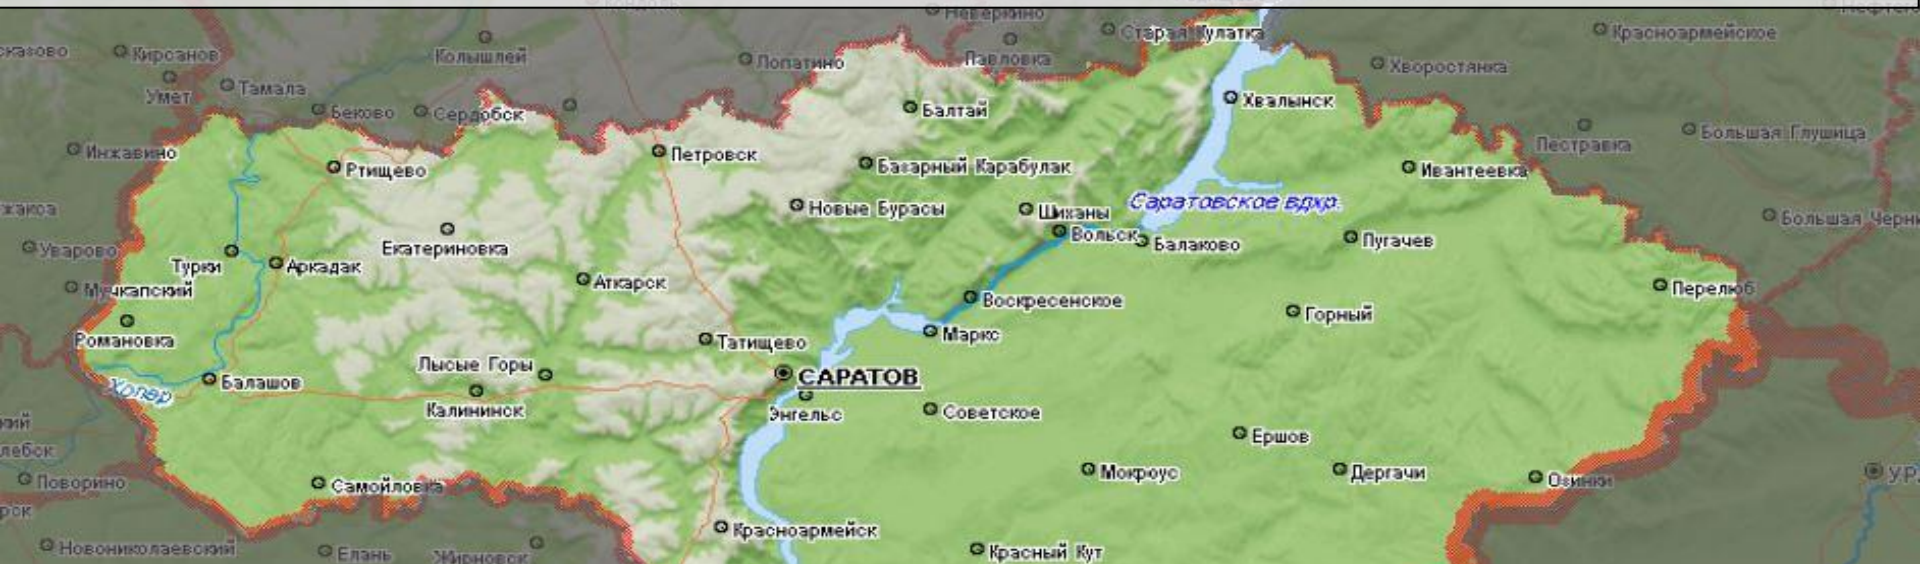 Неверкино
Старая Кулатка
Красноармейское
Кирсанов
Колышлей
Лопатино
Павловка
Хворостянка
Умет
Тамала
Беково
Сердобск
Балтай
Хвалынск
Пестравка
Большая Глушица
Инжавино
Ртищево
Петровск
Базарный Карабулак
Ивантеевка
Новые Бурасы
Шиханы
Саратовское вдхр.
Уварово
Турки
Аркадак
Екатериновка
Аткарск
Вольск
Балаково
Пугачев
Мучкапский
Воскресенское
Перелюб
Романовка
Татищево
Маркс
Горный
Хопер
Балашов
Лысые Горы
САРАТОВ
Калининск
Энгельс
Советское
Ершов
Поворино
Самойловка
Мокроус
Дергачи
Озинки
Новониколаевский
Елань
Жирновск
Красноармейск
Красный Кут